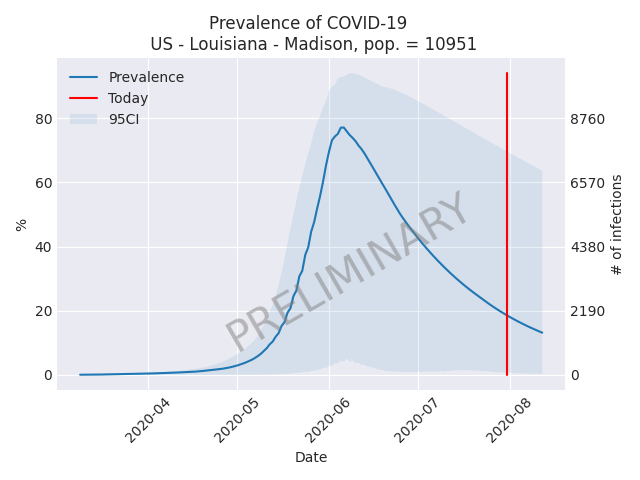 Prevalence of COVID-19
US - Louisiana - Madison, pop. = 10951
Prevalence
Today
95CI
80
60
40
20
0
%
8760
6570
4380
2190
0
# of infections
PRELIMINARY
2020-04
2020-05
2020-06
2020-07
2020-08
Date